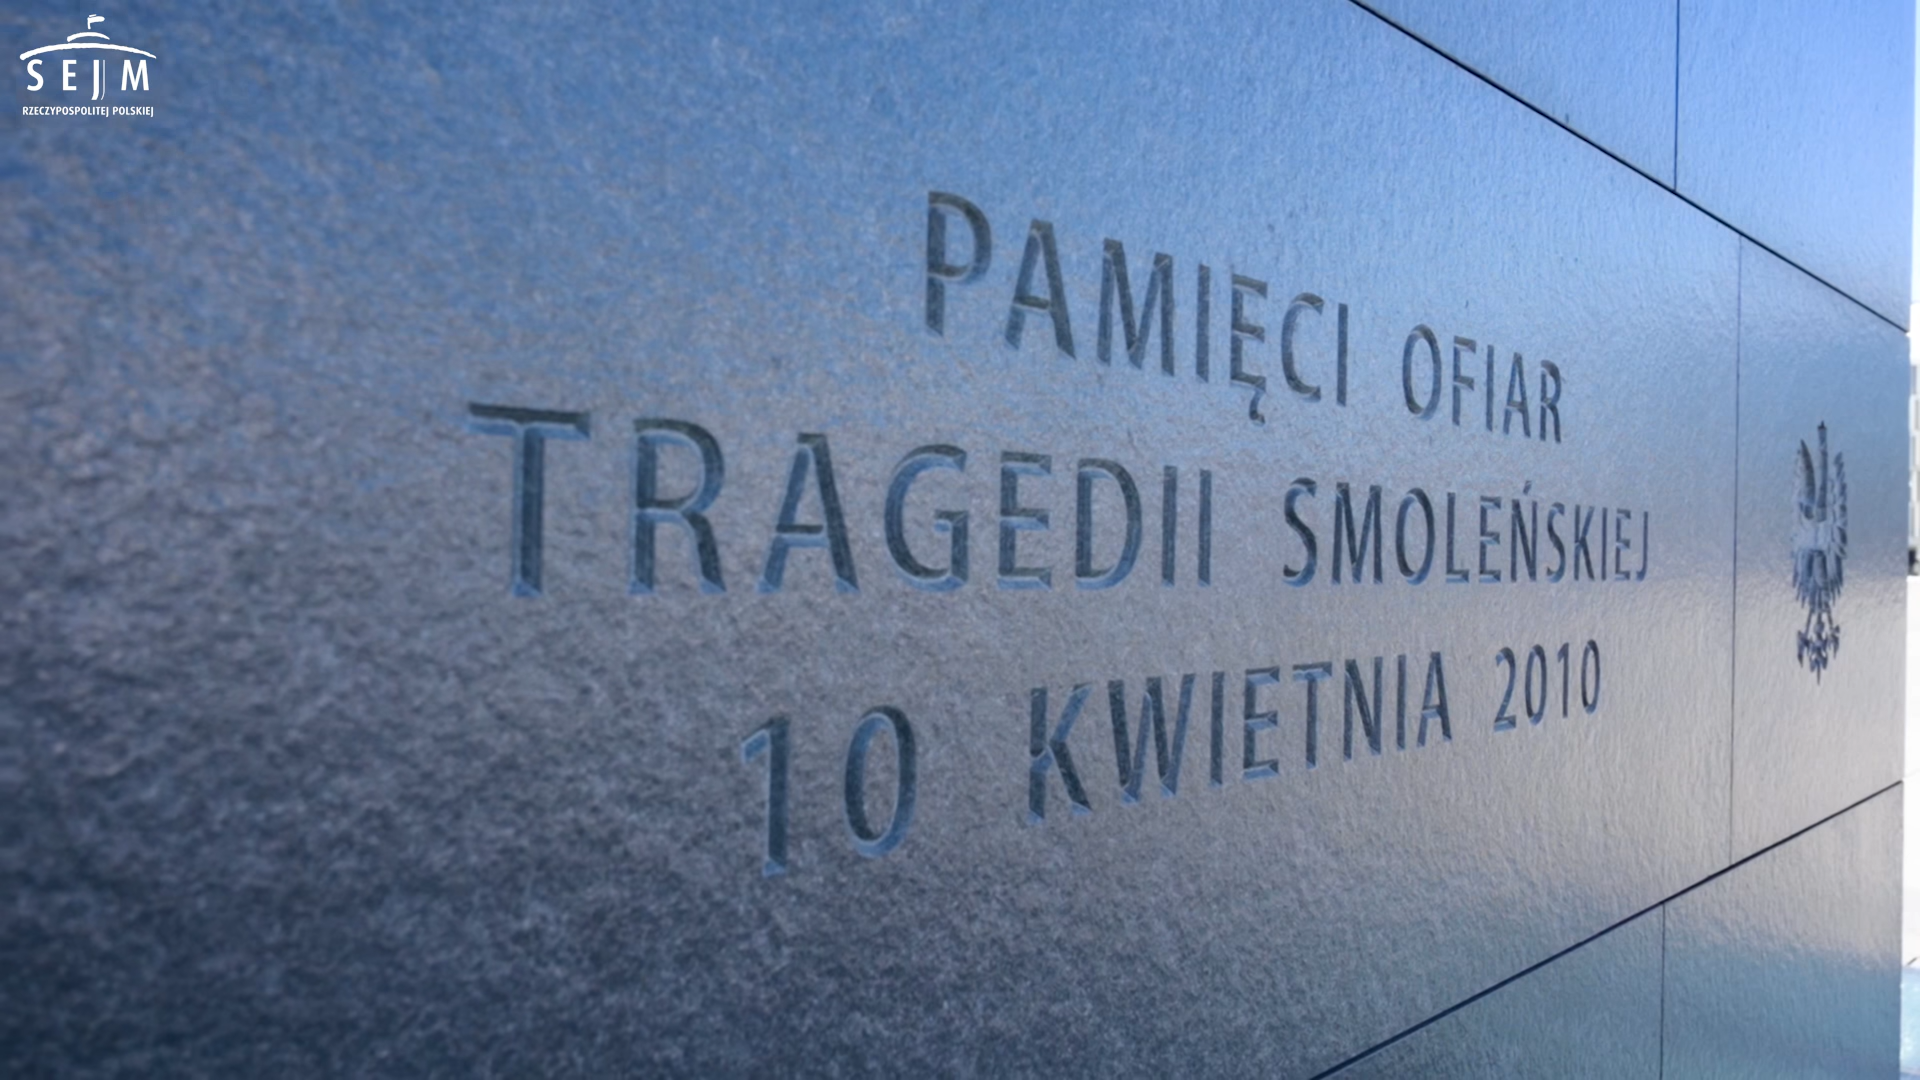 SEJM
RZECZYPOSPOLITEJ POLSKIEJ
PAMIĘCI OFIAR
TRAGEDII SMOLEŃSKIEJ
10 KWIETNIA 2010